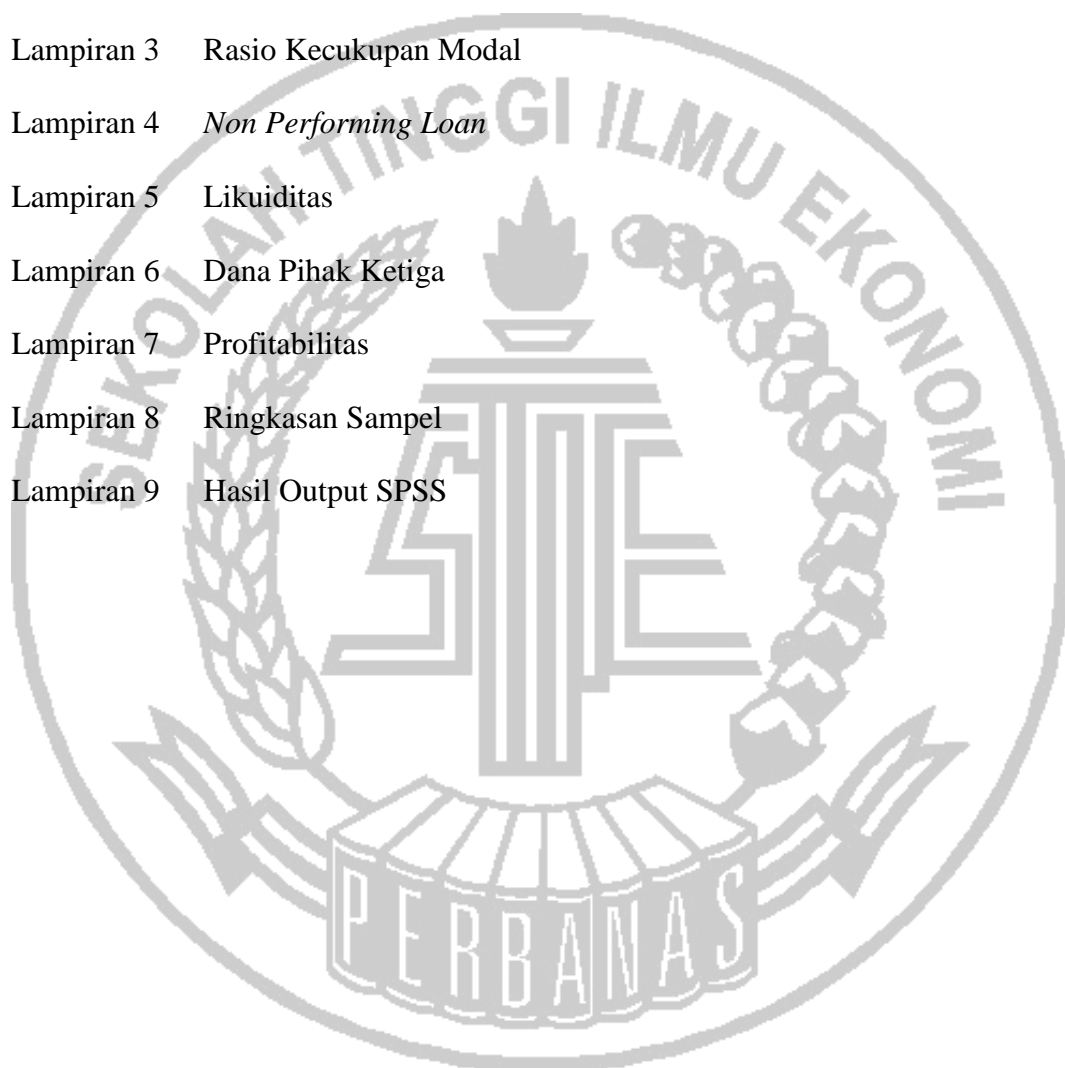 Lampiran 3 Rasio Kecukupan Modal
Lampiran 4 Non Performing Loan
Lampiran 5 Likuiditas
Lampiran 6 Dana Pihak Ketiga
Lampiran 7 Profitabilitas
Lampiran 8 Ringkasan Sampel
Lampiran 9 Hasil Output SPSS
SEKOLAH TINGGI ILMU EKONOMI
PERBANAS